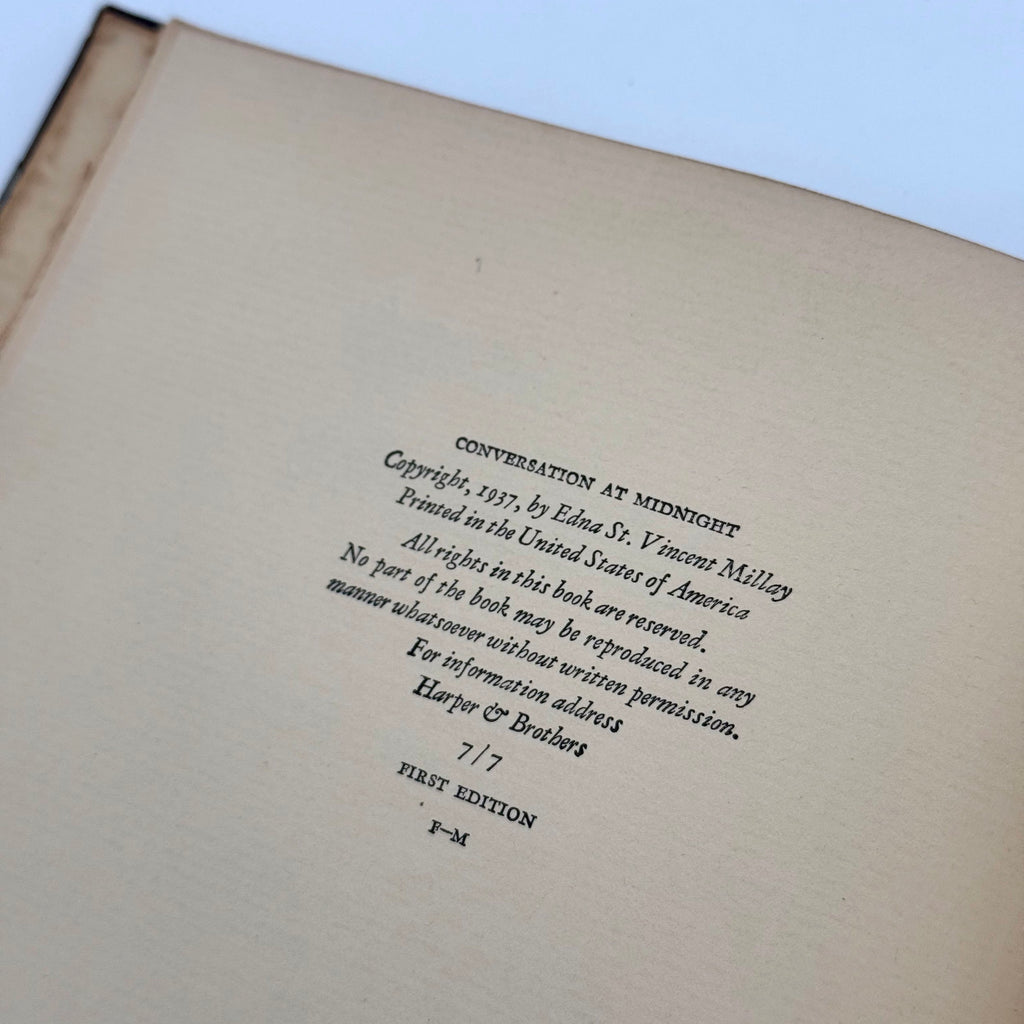 CONVERSATION AT MIDNIGHT
Copyright, 1937, by Edna St. Vincent Millay
Printed in the United States of America
All rights in this book are reserved.
No part of the book may be reproduced in any
manner whatsoever without written permission.
For information address
Harper & Brothers
7/7
FIRST EDITION
F–M